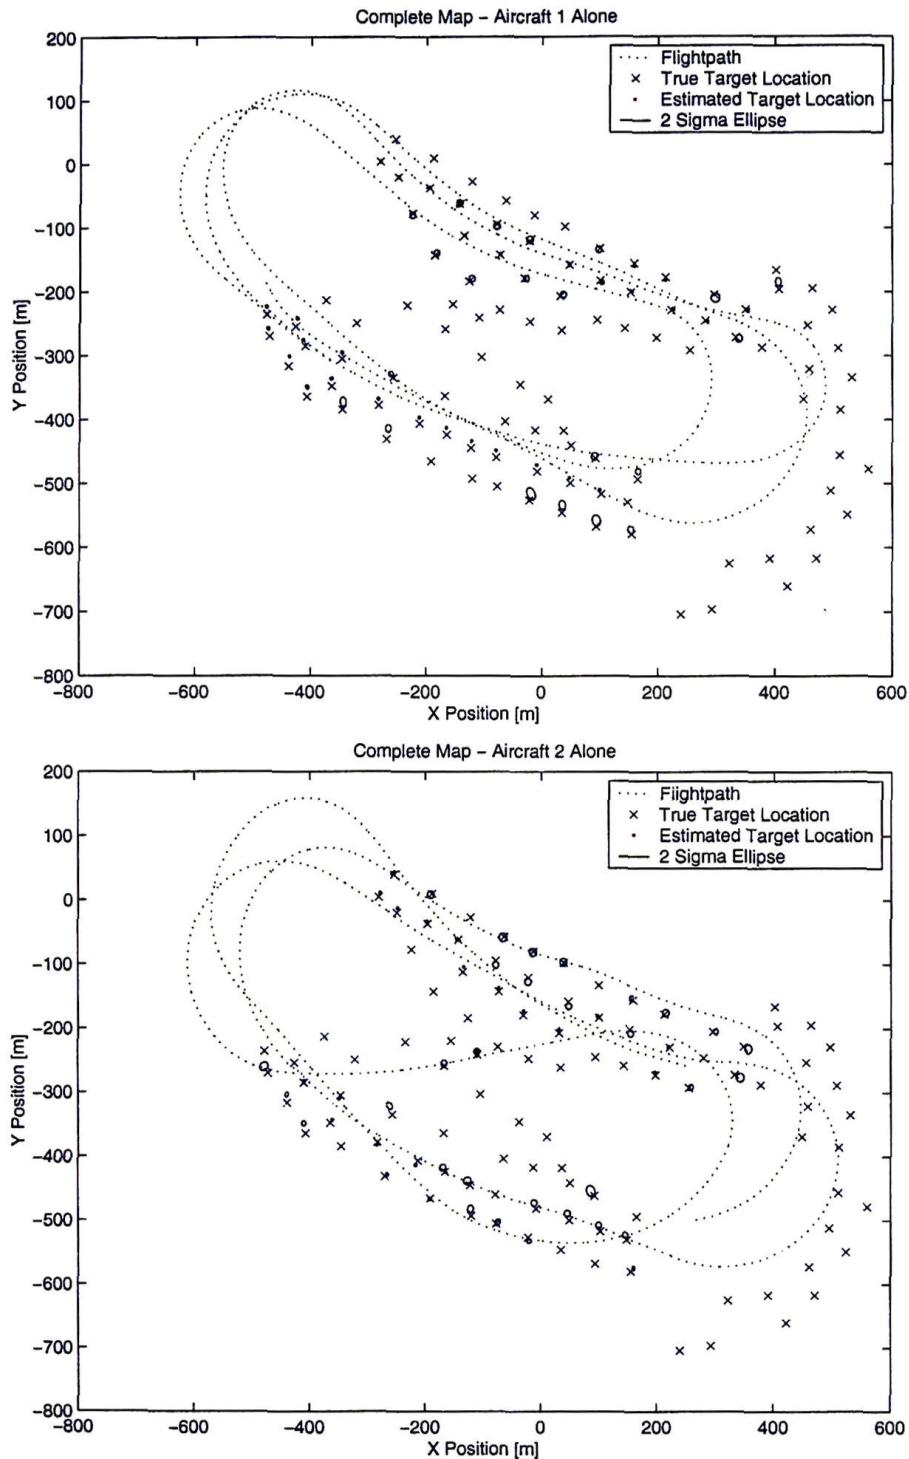 Complete Map – Aircraft 1 Alone
200
100
0
−100
−200
−300
−400
−500
−600
−700
−800
Y Position [m]
Flightpath
True Target Location
Estimated Target Location
2 Sigma Ellipse
−800
−600
−400
−200
0
200
400
600
X Position [m]
Complete Map – Aircraft 2 Alone
200
100
0
−100
−200
−300
−400
−500
−600
−700
−800
Y Position [m]
Flightpath
True Target Location
Estimated Target Location
2 Sigma Ellipse
−800
−600
−400
−200
0
200
400
600
X Position [m]